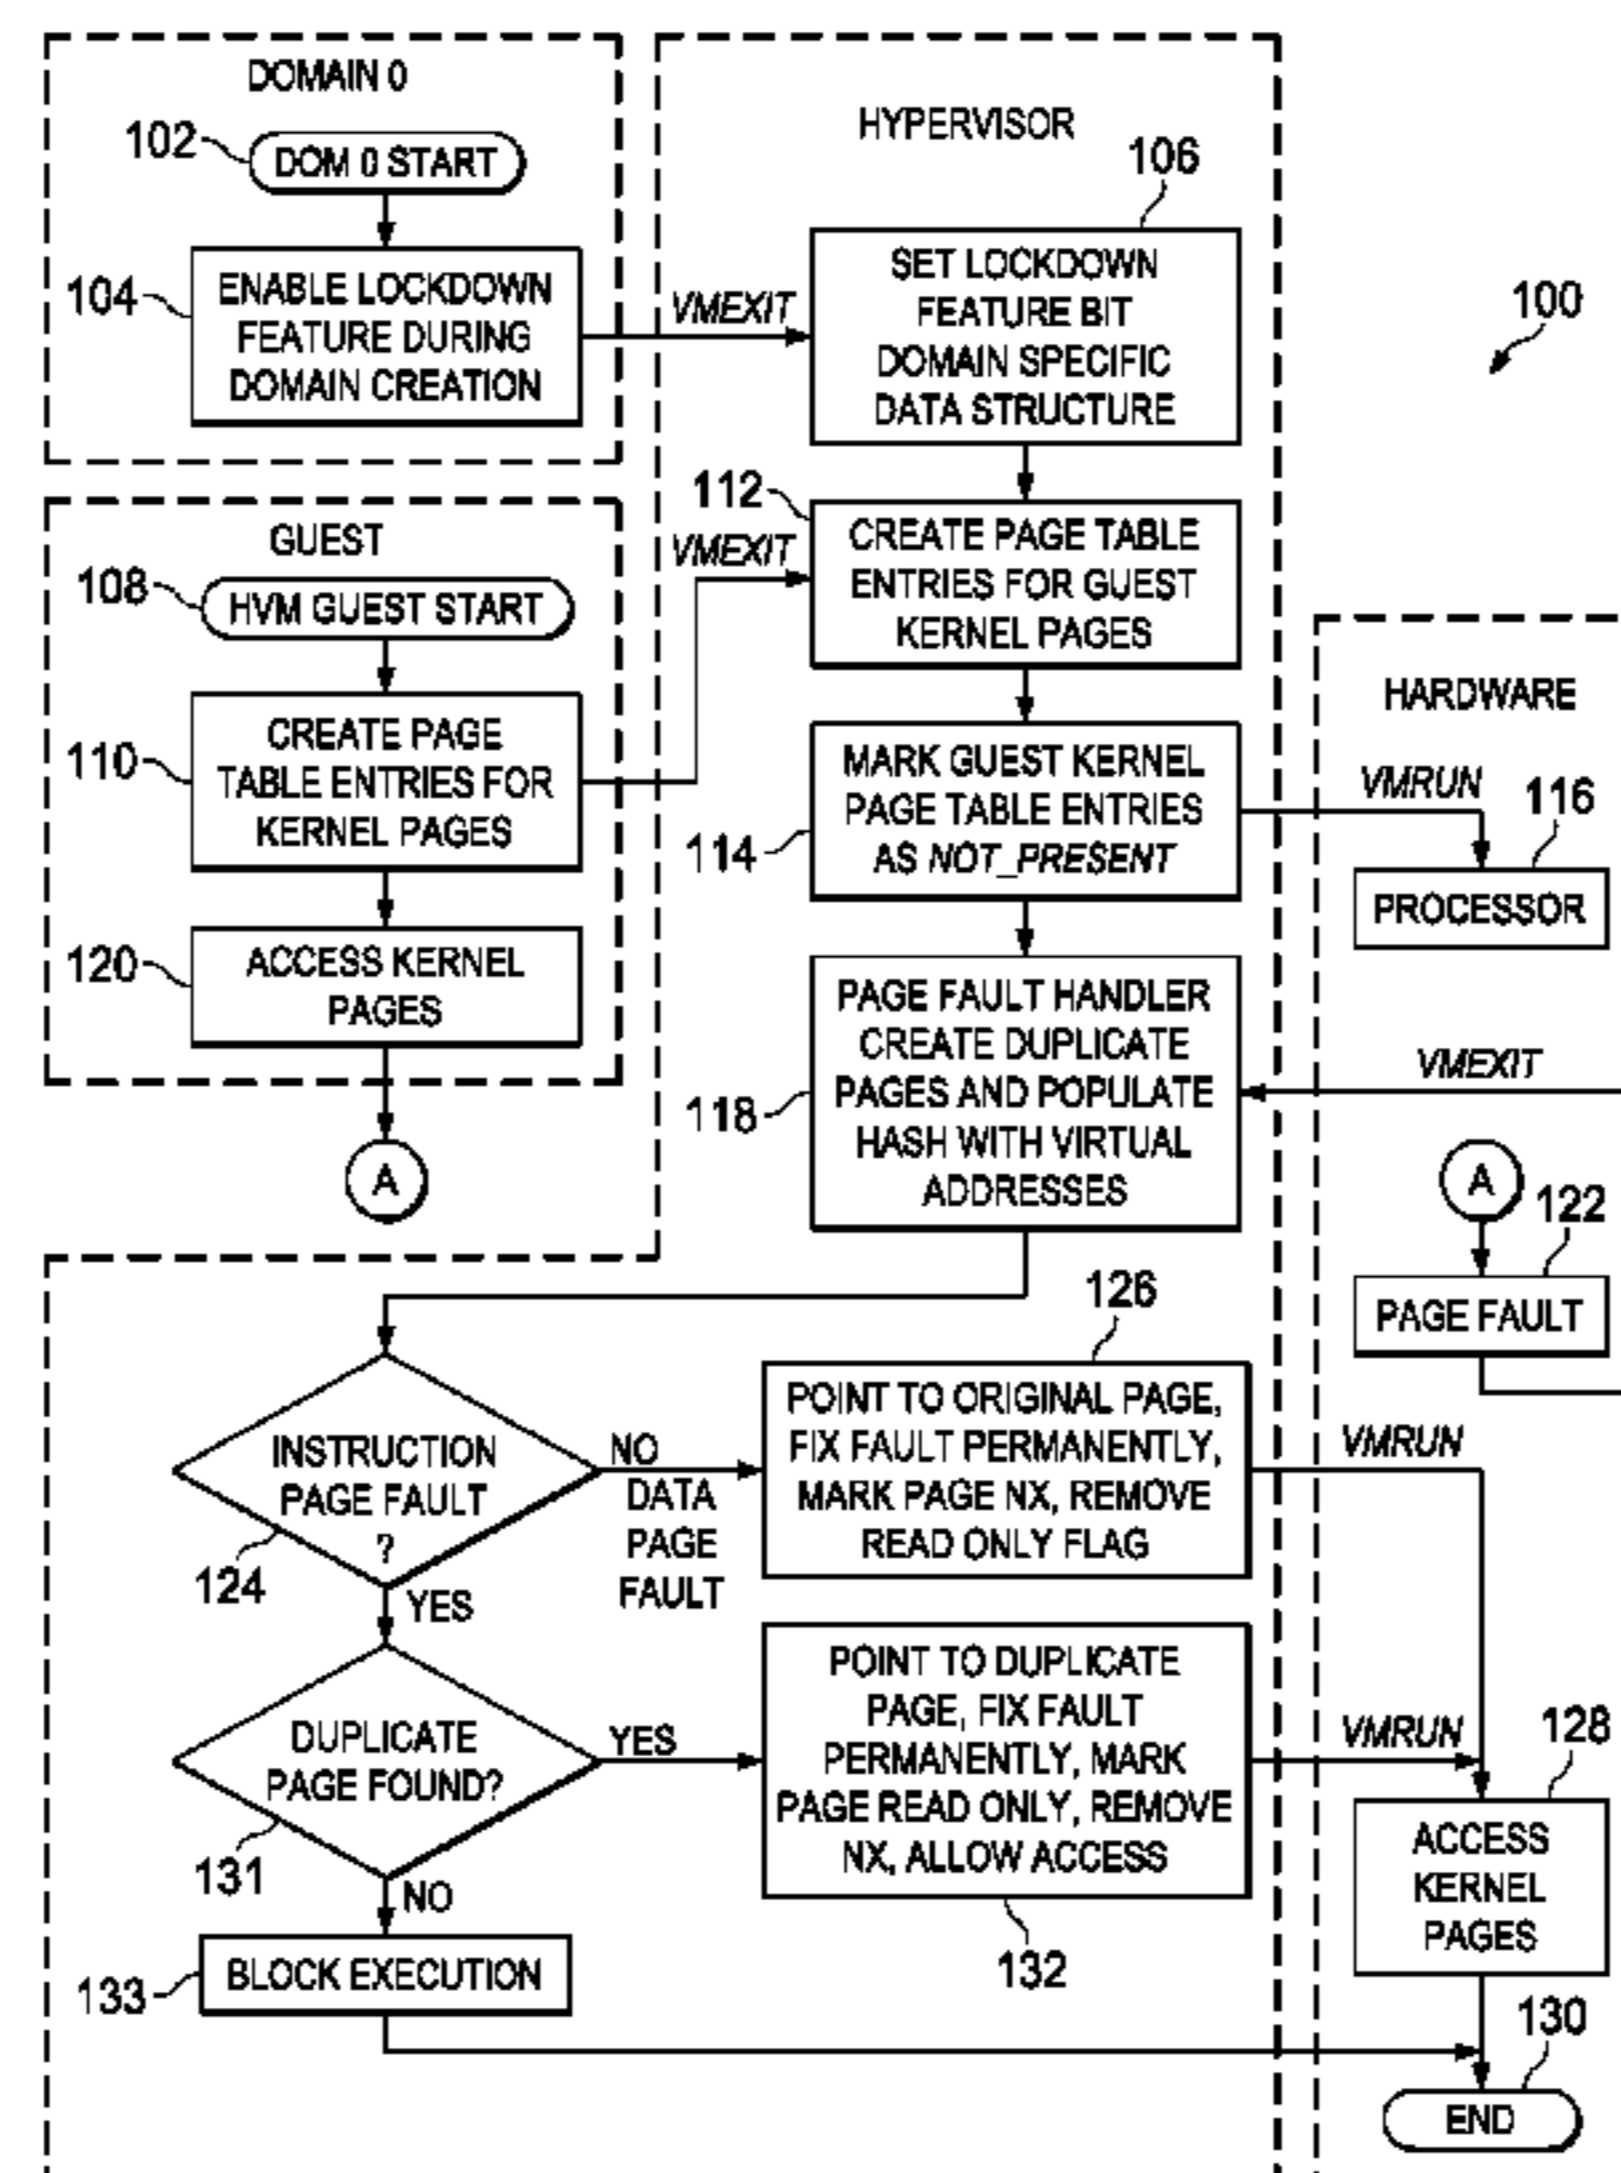 DOMAIN 0
102
DOM 0 START
104
ENABLE LOCKDOWN
FEATURE DURING
DOMAIN CREATION
VMEXIT
HYPERVISOR
106
SET LOCKDOWN
FEATURE BIT
DOMAIN SPECIFIC
DATA STRUCTURE
100
GUEST
108
HVM GUEST START
110
CREATE PAGE
TABLE ENTRIES FOR
KERNEL PAGES
120
ACCESS KERNEL
PAGES
A
112
VMEXIT
CREATE PAGE TABLE
ENTRIES FOR GUEST
KERNEL PAGES
114
MARK GUEST KERNEL
PAGE TABLE ENTRIES
AS NOT_PRESENT
118
PAGE FAULT HANDLER
CREATE DUPLICATE
PAGES AND POPULATE
HASH WITH VIRTUAL
ADDRESSES
HARDWARE
VMRUN
116
PROCESSOR
VMEXIT
A
122
PAGE FAULT
INSTRUCTION
PAGE FAULT
?
124
NO
DATA
PAGE
FAULT
YES
126
POINT TO ORIGINAL PAGE,
FIX FAULT PERMANENTLY,
MARK PAGE NX, REMOVE
READ ONLY FLAG
VMRUN
DUPLICATE
PAGE FOUND?
131
YES
NO
POINT TO DUPLICATE
PAGE, FIX FAULT
PERMANENTLY, MARK
PAGE READ ONLY, REMOVE
NX, ALLOW ACCESS
132
VMRUN
128
ACCESS
KERNEL
PAGES
133
BLOCK EXECUTION
130
END